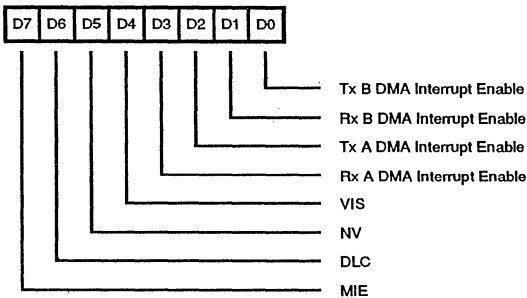 D7 D6 D5 D4 D3 D2 D1 D0
Tx B DMA Interrupt Enable
Rx B DMA Interrupt Enable
Tx A DMA Interrupt Enable
Rx A DMA Interrupt Enable
VIS
NV
DLC
MIE